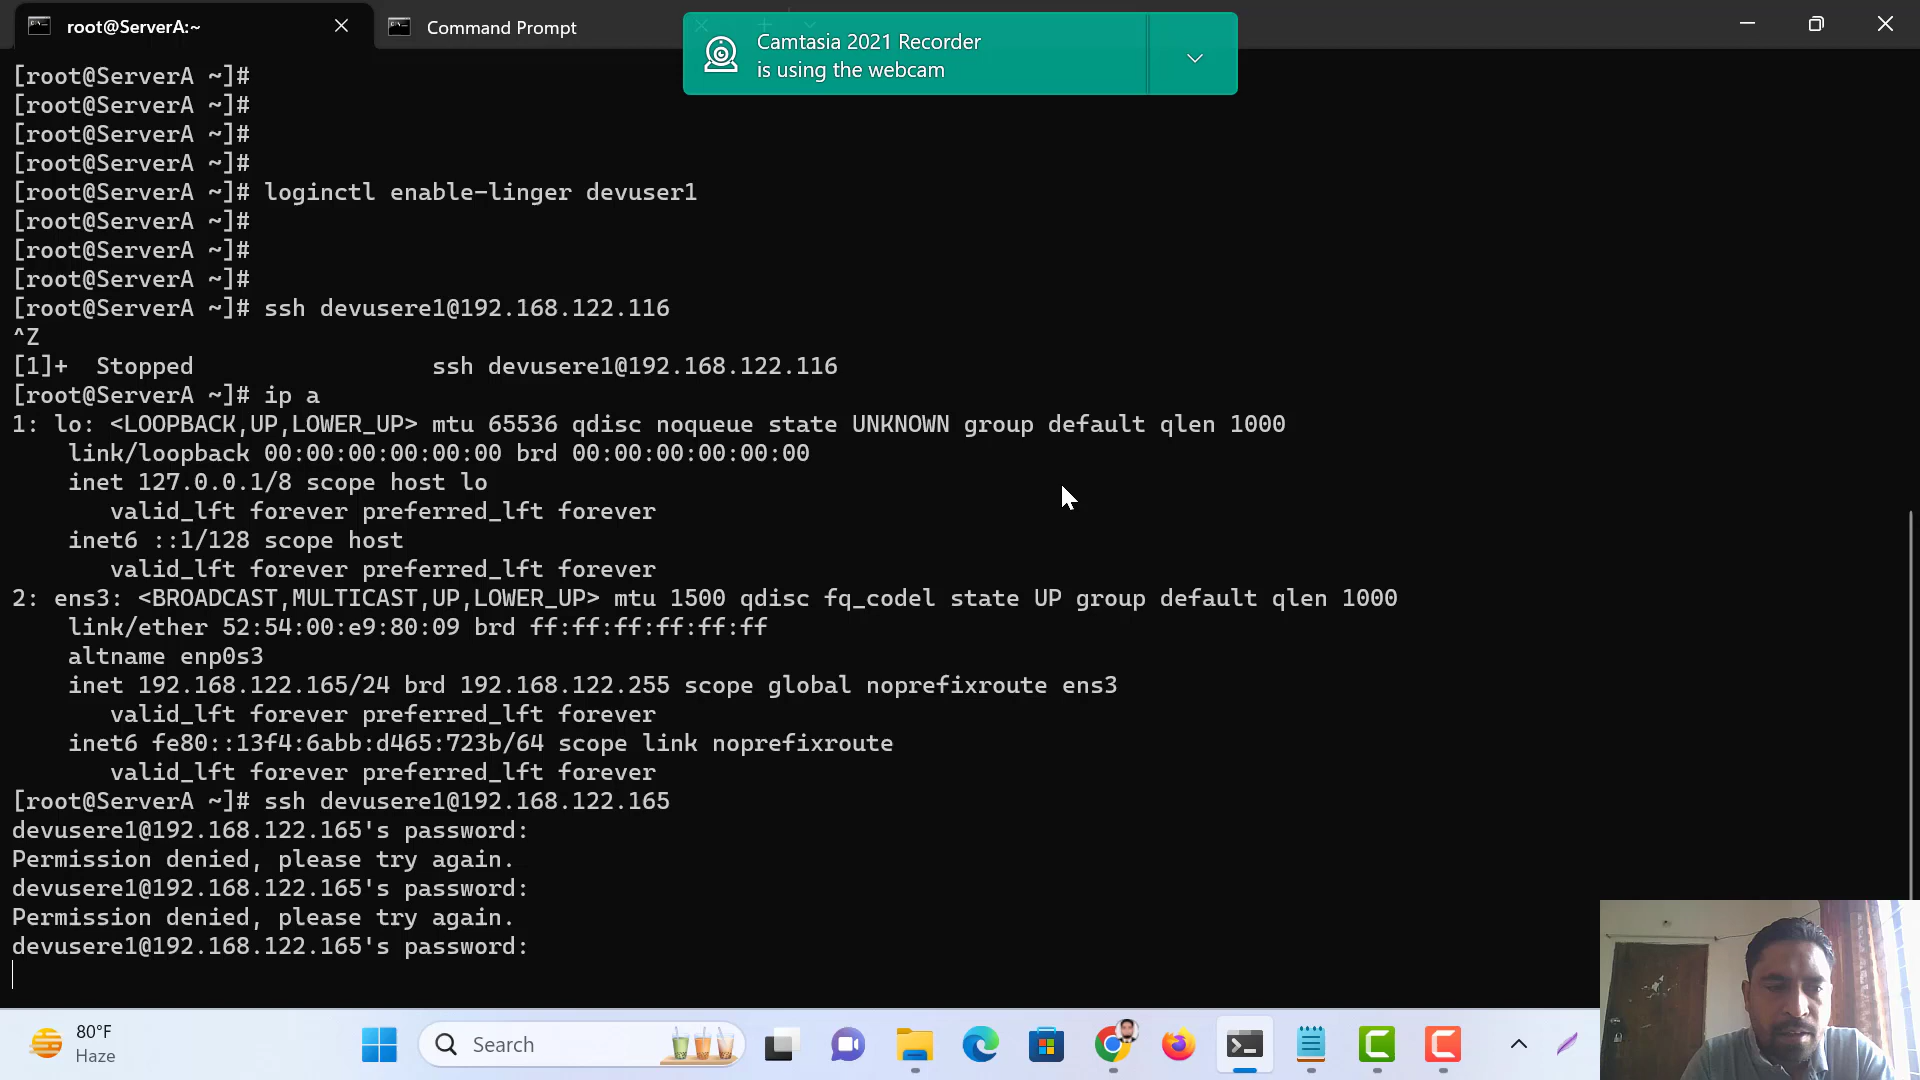 root@ServerA:~
Command Prompt
Camtasia 2021 Recorder
is using the webcam
[root@ServerA ~]#
[root@ServerA ~]#
[root@ServerA ~]#
[root@ServerA ~]#
[root@ServerA ~]# loginctl enable-linger devuser1
[root@ServerA ~]#
[root@ServerA ~]#
[root@ServerA ~]#
[root@ServerA ~]# ssh devusere1@192.168.122.116
^Z
[1]+  Stopped                 ssh devusere1@192.168.122.116
[root@ServerA ~]# ip a
1: lo: <LOOPBACK,UP,LOWER_UP> mtu 65536 qdisc noqueue state UNKNOWN group default qlen 1000
    link/loopback 00:00:00:00:00:00 brd 00:00:00:00:00:00
    inet 127.0.0.1/8 scope host lo
       valid_lft forever preferred_lft forever
    inet6 ::1/128 scope host
       valid_lft forever preferred_lft forever
2: ens3: <BROADCAST,MULTICAST,UP,LOWER_UP> mtu 1500 qdisc fq_codel state UP group default qlen 1000
    link/ether 52:54:00:e9:80:09 brd ff:ff:ff:ff:ff:ff
    altname enp0s3
    inet 192.168.122.165/24 brd 192.168.122.255 scope global noprefixroute ens3
       valid_lft forever preferred_lft forever
    inet6 fe80::13f4:6abb:d465:723b/64 scope link noprefixroute
       valid_lft forever preferred_lft forever
[root@ServerA ~]# ssh devusere1@192.168.122.165
devusere1@192.168.122.165's password:
Permission denied, please try again.
devusere1@192.168.122.165's password:
Permission denied, please try again.
devusere1@192.168.122.165's password:
80°F
Haze
Search